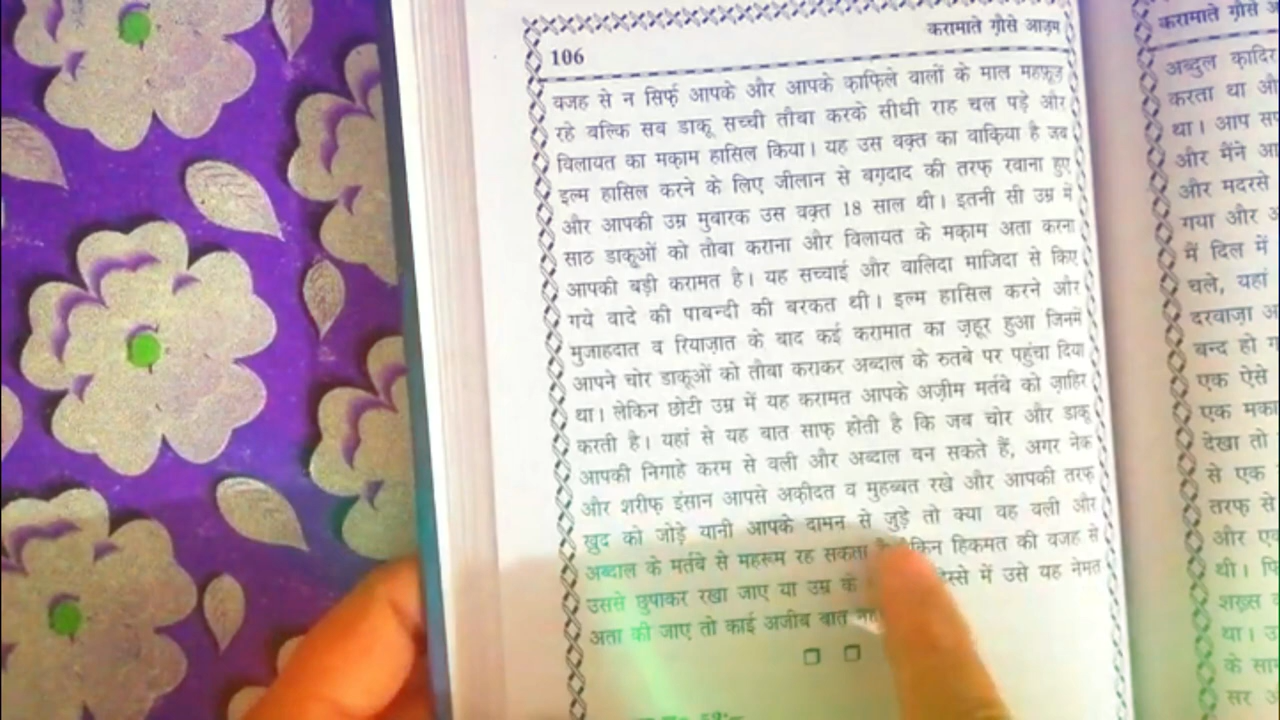 करामाते ग़ौसे आज़म
106
वजह से न सिर्फ़ आपके और आपके क़ाफ़िले वालों के माल महफ़ूज़
रहे बल्कि सब डाकू सच्ची तौबा करके सीधी राह चल पड़े और
विलायत का मक़ाम हासिल किया। यह उस वक़्त का वाक़िया है जब
इल्म हासिल करने के लिए जीलान से बग़दाद की तरफ़ रवाना हुए
और आपकी उम्र मुबारक उस वक़्त 18 साल थी। इतनी सी उम्र में
साठ डाकूओं को तौबा कराना और विलायत के मक़ाम अता करना
आपकी बड़ी करामत है। यह सच्चाई और वालिदा माजिदा से किए
गये वादे की पाबन्दी की बरकत थी। इल्म हासिल करने और
मुजाहदात व रियाज़ात के बाद कई करामात का ज़ुहूर हुआ जिनमें
आपने चोर डाकूओं को तौबा कराकर अब्दाल के रुतबे पर पहुंचा दिया
था। लेकिन छोटी उम्र में यह करामत आपके अज़ीम मर्तबे को ज़ाहिर
करती है। यहां से यह बात साफ़ होती है कि जब चोर और डाकू
आपकी निगाहे करम से वली और अब्दाल बन सकते हैं, अगर नेक
और शरीफ़ इंसान आपसे अक़ीदत व मुहब्बत रखे और आपकी तरफ़
ख़ुद को जोड़े यानी आपके दामन से जुड़े तो क्या वह वली और
अब्दाल के मर्तबे से महरूम रह सकता हिकमत की वजह से
उससे छुपाकर रखा जाए या उम्र के में उसे यह नेमत
अता की जाए तो काई अजीब बात
करामाते ग़ौसे
अब्दुल क़ादिर
करता था
था। आप
और मैंने
और मदरसे
गया और
में दिल में
चले, यहां
दरवाज़ा
बन्द हो
एक ऐसे
एक
देखा तो
से एक
तरफ़ से
और
थी।
शख़्स
था।
के
सर